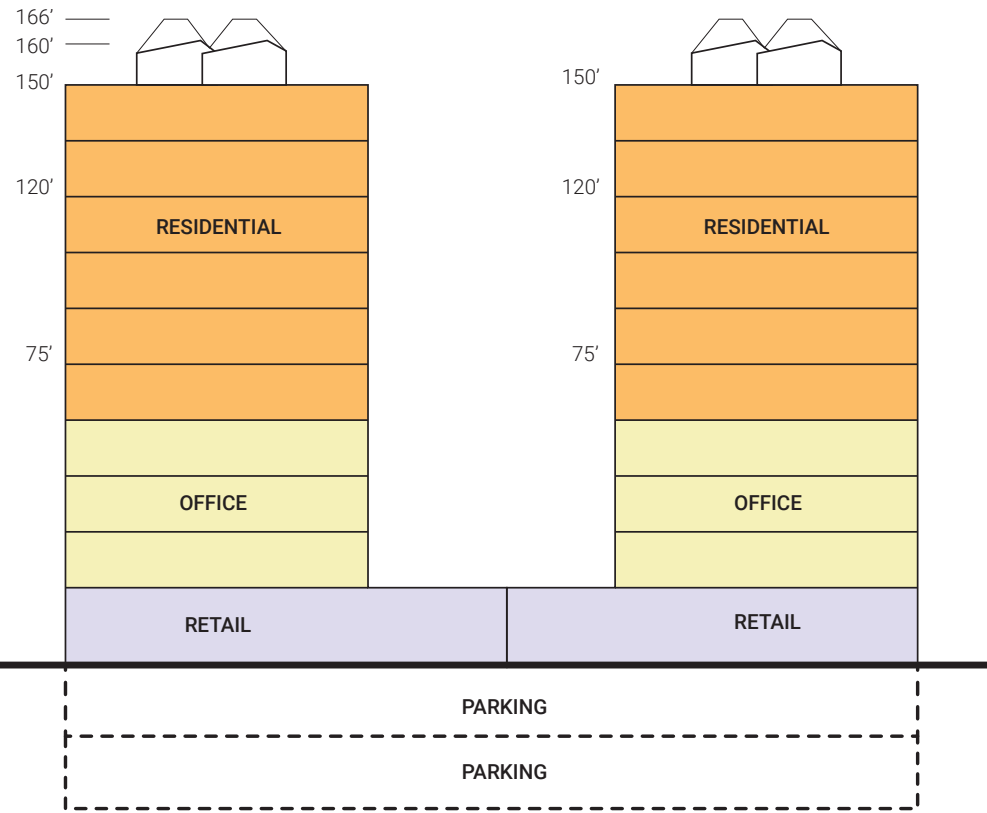 166’
160’
150’
150’
120’
120’
RESIDENTIAL
RESIDENTIAL
75’
75’
OFFICE
OFFICE
RETAIL
RETAIL
PARKING
PARKING